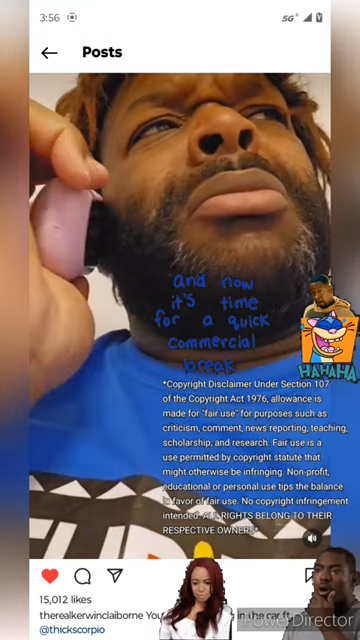 3:56
5G+
Posts
and now
it's time
for a quick
commercial
break
HAHAHA
*Copyright Disclaimer Under Section 107
of the Copyright Act 1976, allowance is
made for "fair use" for purposes such as
criticism, comment, news reporting, teaching,
scholarship, and research. Fair use is a
use permitted by copyright statute that
might otherwise be infringing. Non-profit,
educational or personal use tips the balance
in favor of fair use. No copyright infringement
intended. ALL RIGHTS BELONG TO THEIR
RESPECTIVE OWNERS*
15,012 likes
therealkerwinclaiborne You
in the car ft.
@thickscorpio
PowerDirector